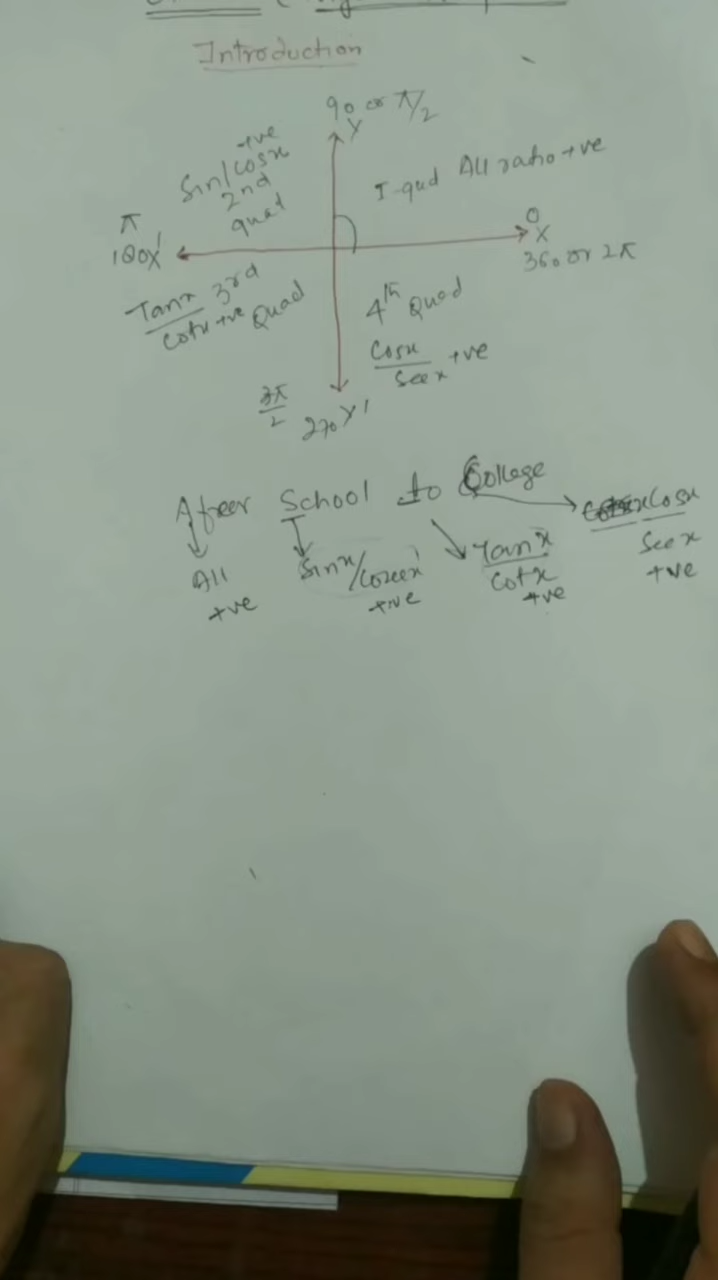 Introduction
90 or π/2
Y
+ve
Sin/Cosx
2nd
quat
I-qud All ratio +ve
π
180X'
0
X
360 or 2π
Tanx 3rd
Cotx +ve Quad
4th Quad
Cosx
Secx +ve
3π
2
270 Y'
After School to College
All
+ve
Sinx/Cosecx
+ve
Tanx
Cotx
+ve
Cosx
Secx
+ve